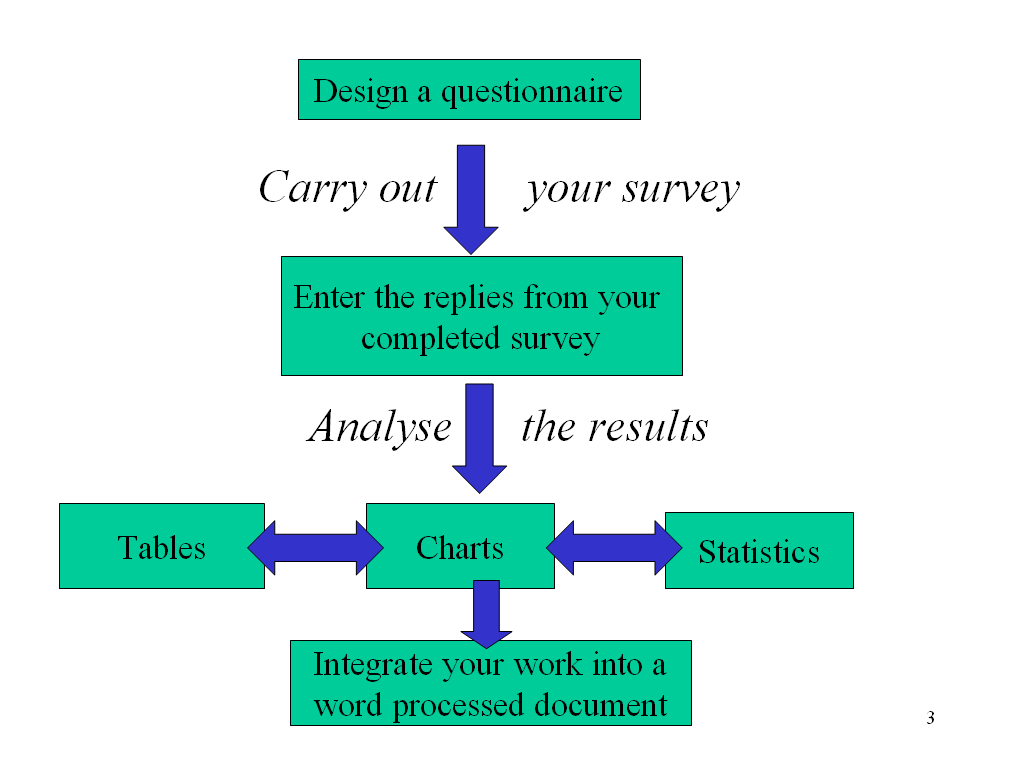 Design a questionnaire
Carry out your survey
Enter the replies from your
completed survey
Analyse the results
Tables
Charts
Statistics
Integrate your work into a
word processed document
3